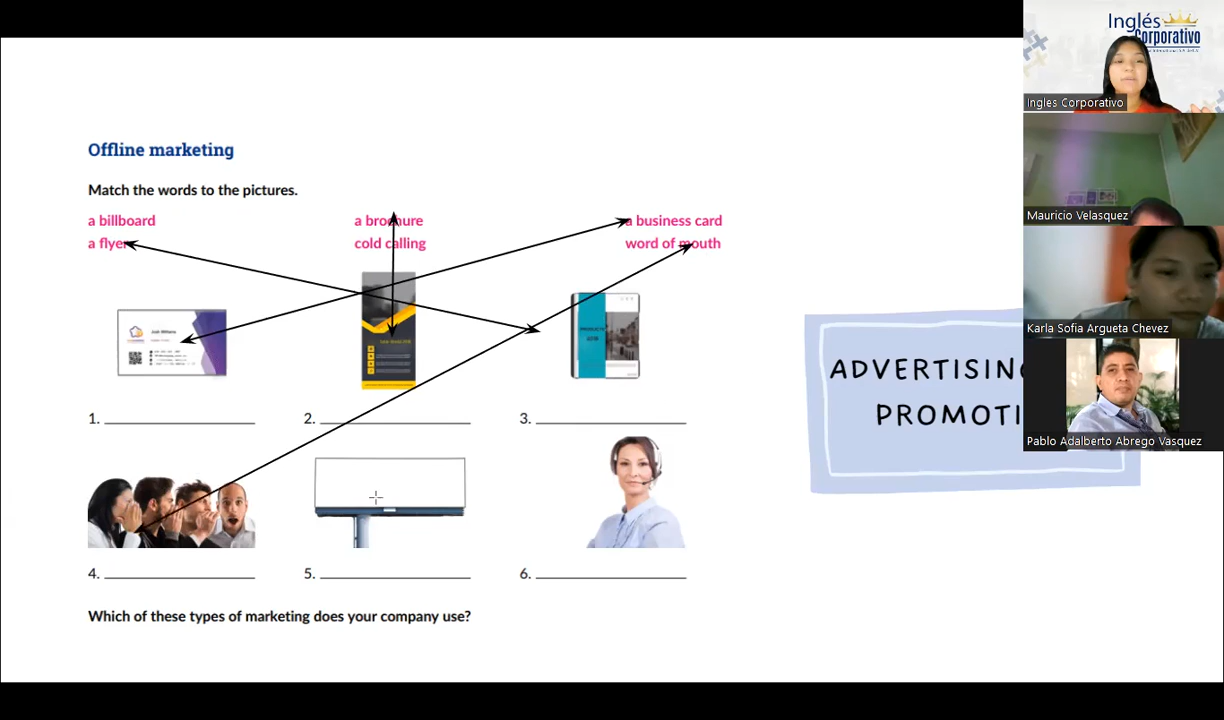 Offline marketing
Match the words to the pictures.
a billboard a brochure a business card
a flyer cold calling word of mouth
1. 2. 3.
4. 5. 6.
Which of these types of marketing does your company use?
ADVERTISING
PROMOTI
Inglés
Corporativo
Ingles Corporativo
Mauricio Velasquez
Karla Sofia Argueta Chevez
Pablo Adalberto Abrego Vasquez